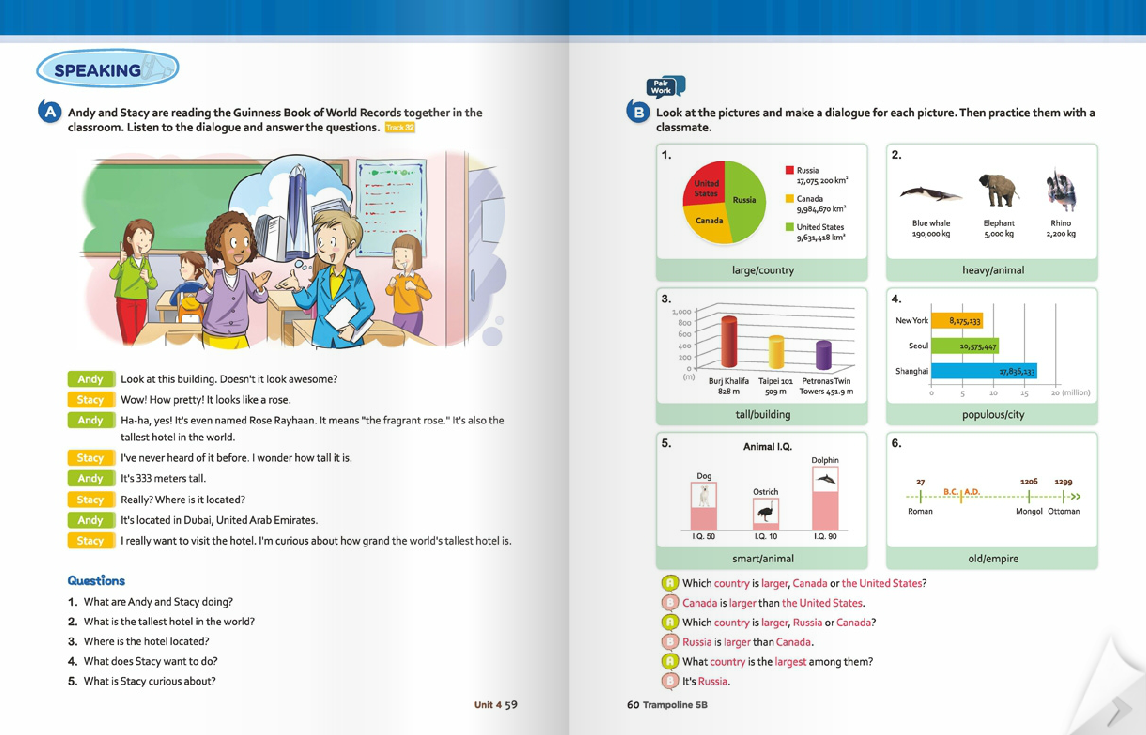 SPEAKING
A Andy and Stacy are reading the Guinness Book of World Records together in the
classroom. Listen to the dialogue and answer the questions. Track 32
Andy Look at this building. Doesn't it look awesome?
Stacy Wow! How pretty! It looks like a rose.
Andy Ha-ha, yes! It's even named Rose Rayhaan. It means "the fragrant rose." It's also the
tallest hotel in the world.
Stacy I've never heard of it before. I wonder how tall it is.
Andy It's 333 meters tall.
Stacy Really? Where is it located?
Andy It's located in Dubai, United Arab Emirates.
Stacy I really want to visit the hotel. I'm curious about how grand the world's tallest hotel is.
Questions
1. What are Andy and Stacy doing?
2. What is the tallest hotel in the world?
3. Where is the hotel located?
4. What does Stacy want to do?
5. What is Stacy curious about?
Unit 4 59
Pair
Work
B Look at the pictures and make a dialogue for each picture. Then practice them with a
classmate.
1.
United
States
Russia
Canada
Russia
17,075,200 km²
Canada
9,984,670 km²
United States
9,631,418 km²
large/country
2.
Blue whale
190,000 kg
Elephant
5,000 kg
Rhino
2,200 kg
heavy/animal
3.
1,000
800
600
400
200
0
(m)
Burj Khalifa
828 m
Taipei 101
509 m
Petronas Twin
Towers 451.9 m
tall/building
4.
New York 8,175,133
Seoul 10,575,447
Shanghai 17,836,133
0 5 10 15 20 (million)
populous/city
5.
Animal I.Q.
Dog
Ostrich
Dolphin
I.Q. 50
I.Q. 10
I.Q. 90
smart/animal
6.
27 B.C. A.D. 1206 1299
Roman Mongol Ottoman
old/empire
A Which country is larger, Canada or the United States?
B Canada is larger than the United States.
A Which country is larger, Russia or Canada?
B Russia is larger than Canada.
A What country is the largest among them?
B It's Russia.
60 Trampoline 5B